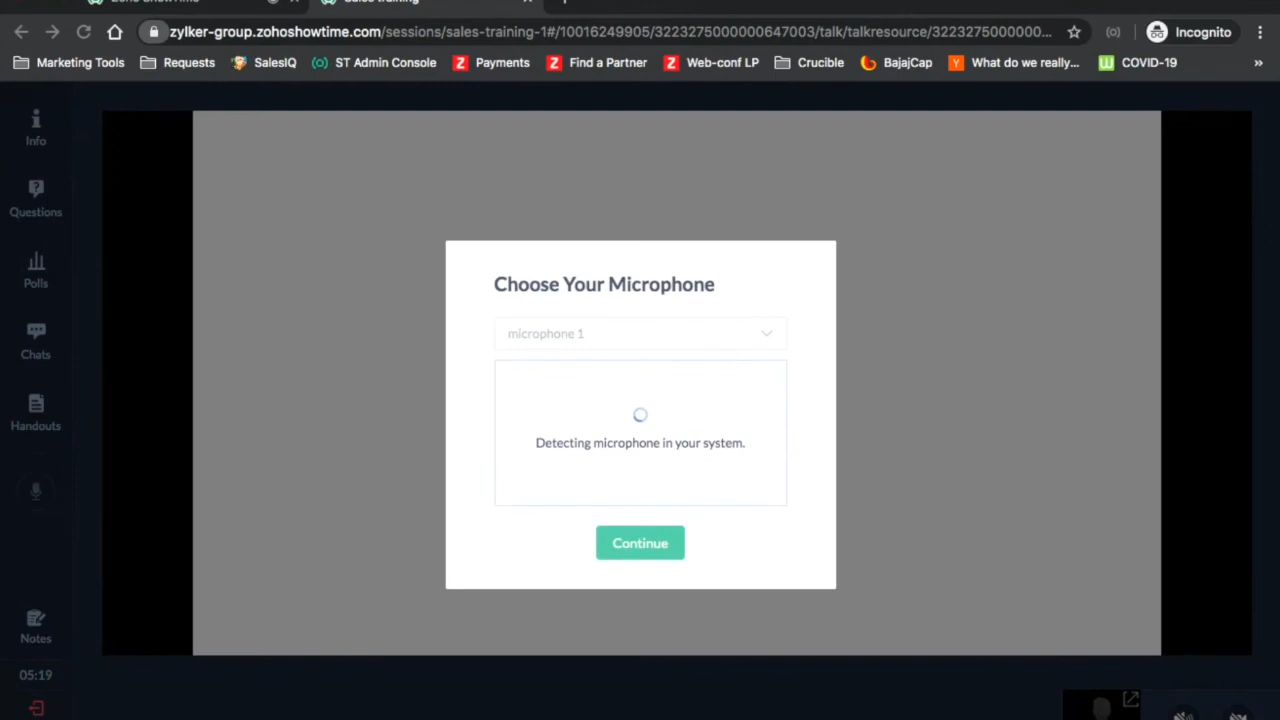 zylker-group.zohoshowtime.com/sessions/sales-training-1#/10016249905/3223275000000647003/talk/talkresource/3223275000000... Incognito
Marketing Tools Requests SalesIQ ST Admin Console Payments Find a Partner Web-conf LP Crucible BajajCap What do we really... COVID-19 »
Info
Questions
Polls
Chats
Handouts
Notes
05:19
Choose Your Microphone
microphone 1
Detecting microphone in your system.
Continue